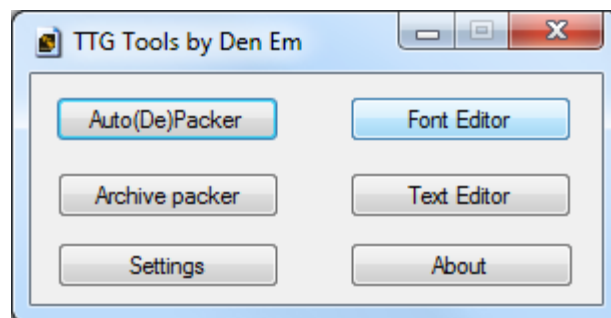 TTG Tools by Den Em
Auto(De)Packer Font Editor
Archive packer Text Editor
Settings About